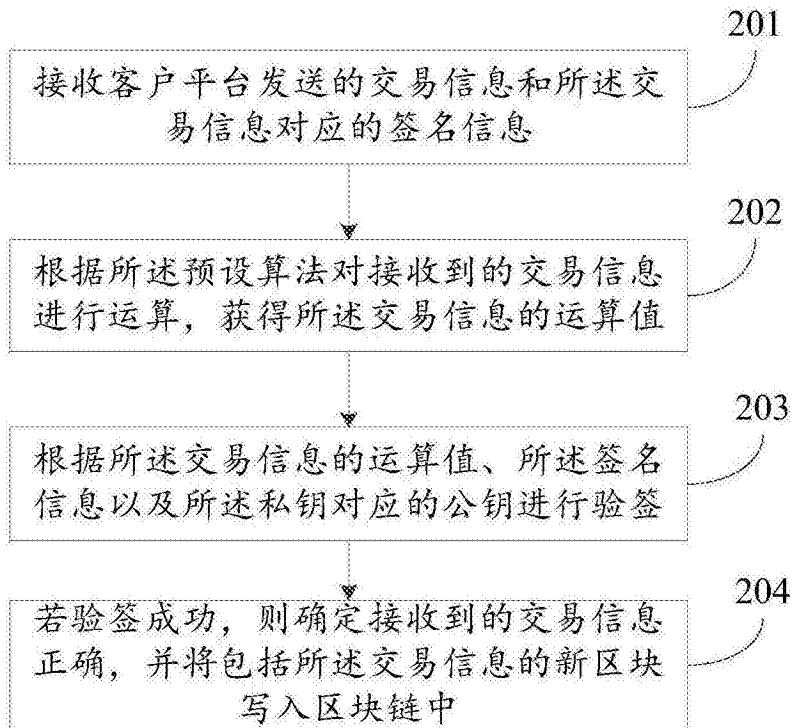 201
接收客户平台发送的交易信息和所述交
易信息对应的签名信息
202
根据所述预设算法对接收到的交易信息
进行运算，获得所述交易信息的运算值
203
根据所述交易信息的运算值、所述签名
信息以及所述私钥对应的公钥进行验签
204
若验签成功，则确定接收到的交易信息
正确，并将包括所述交易信息的新区块
写入区块链中